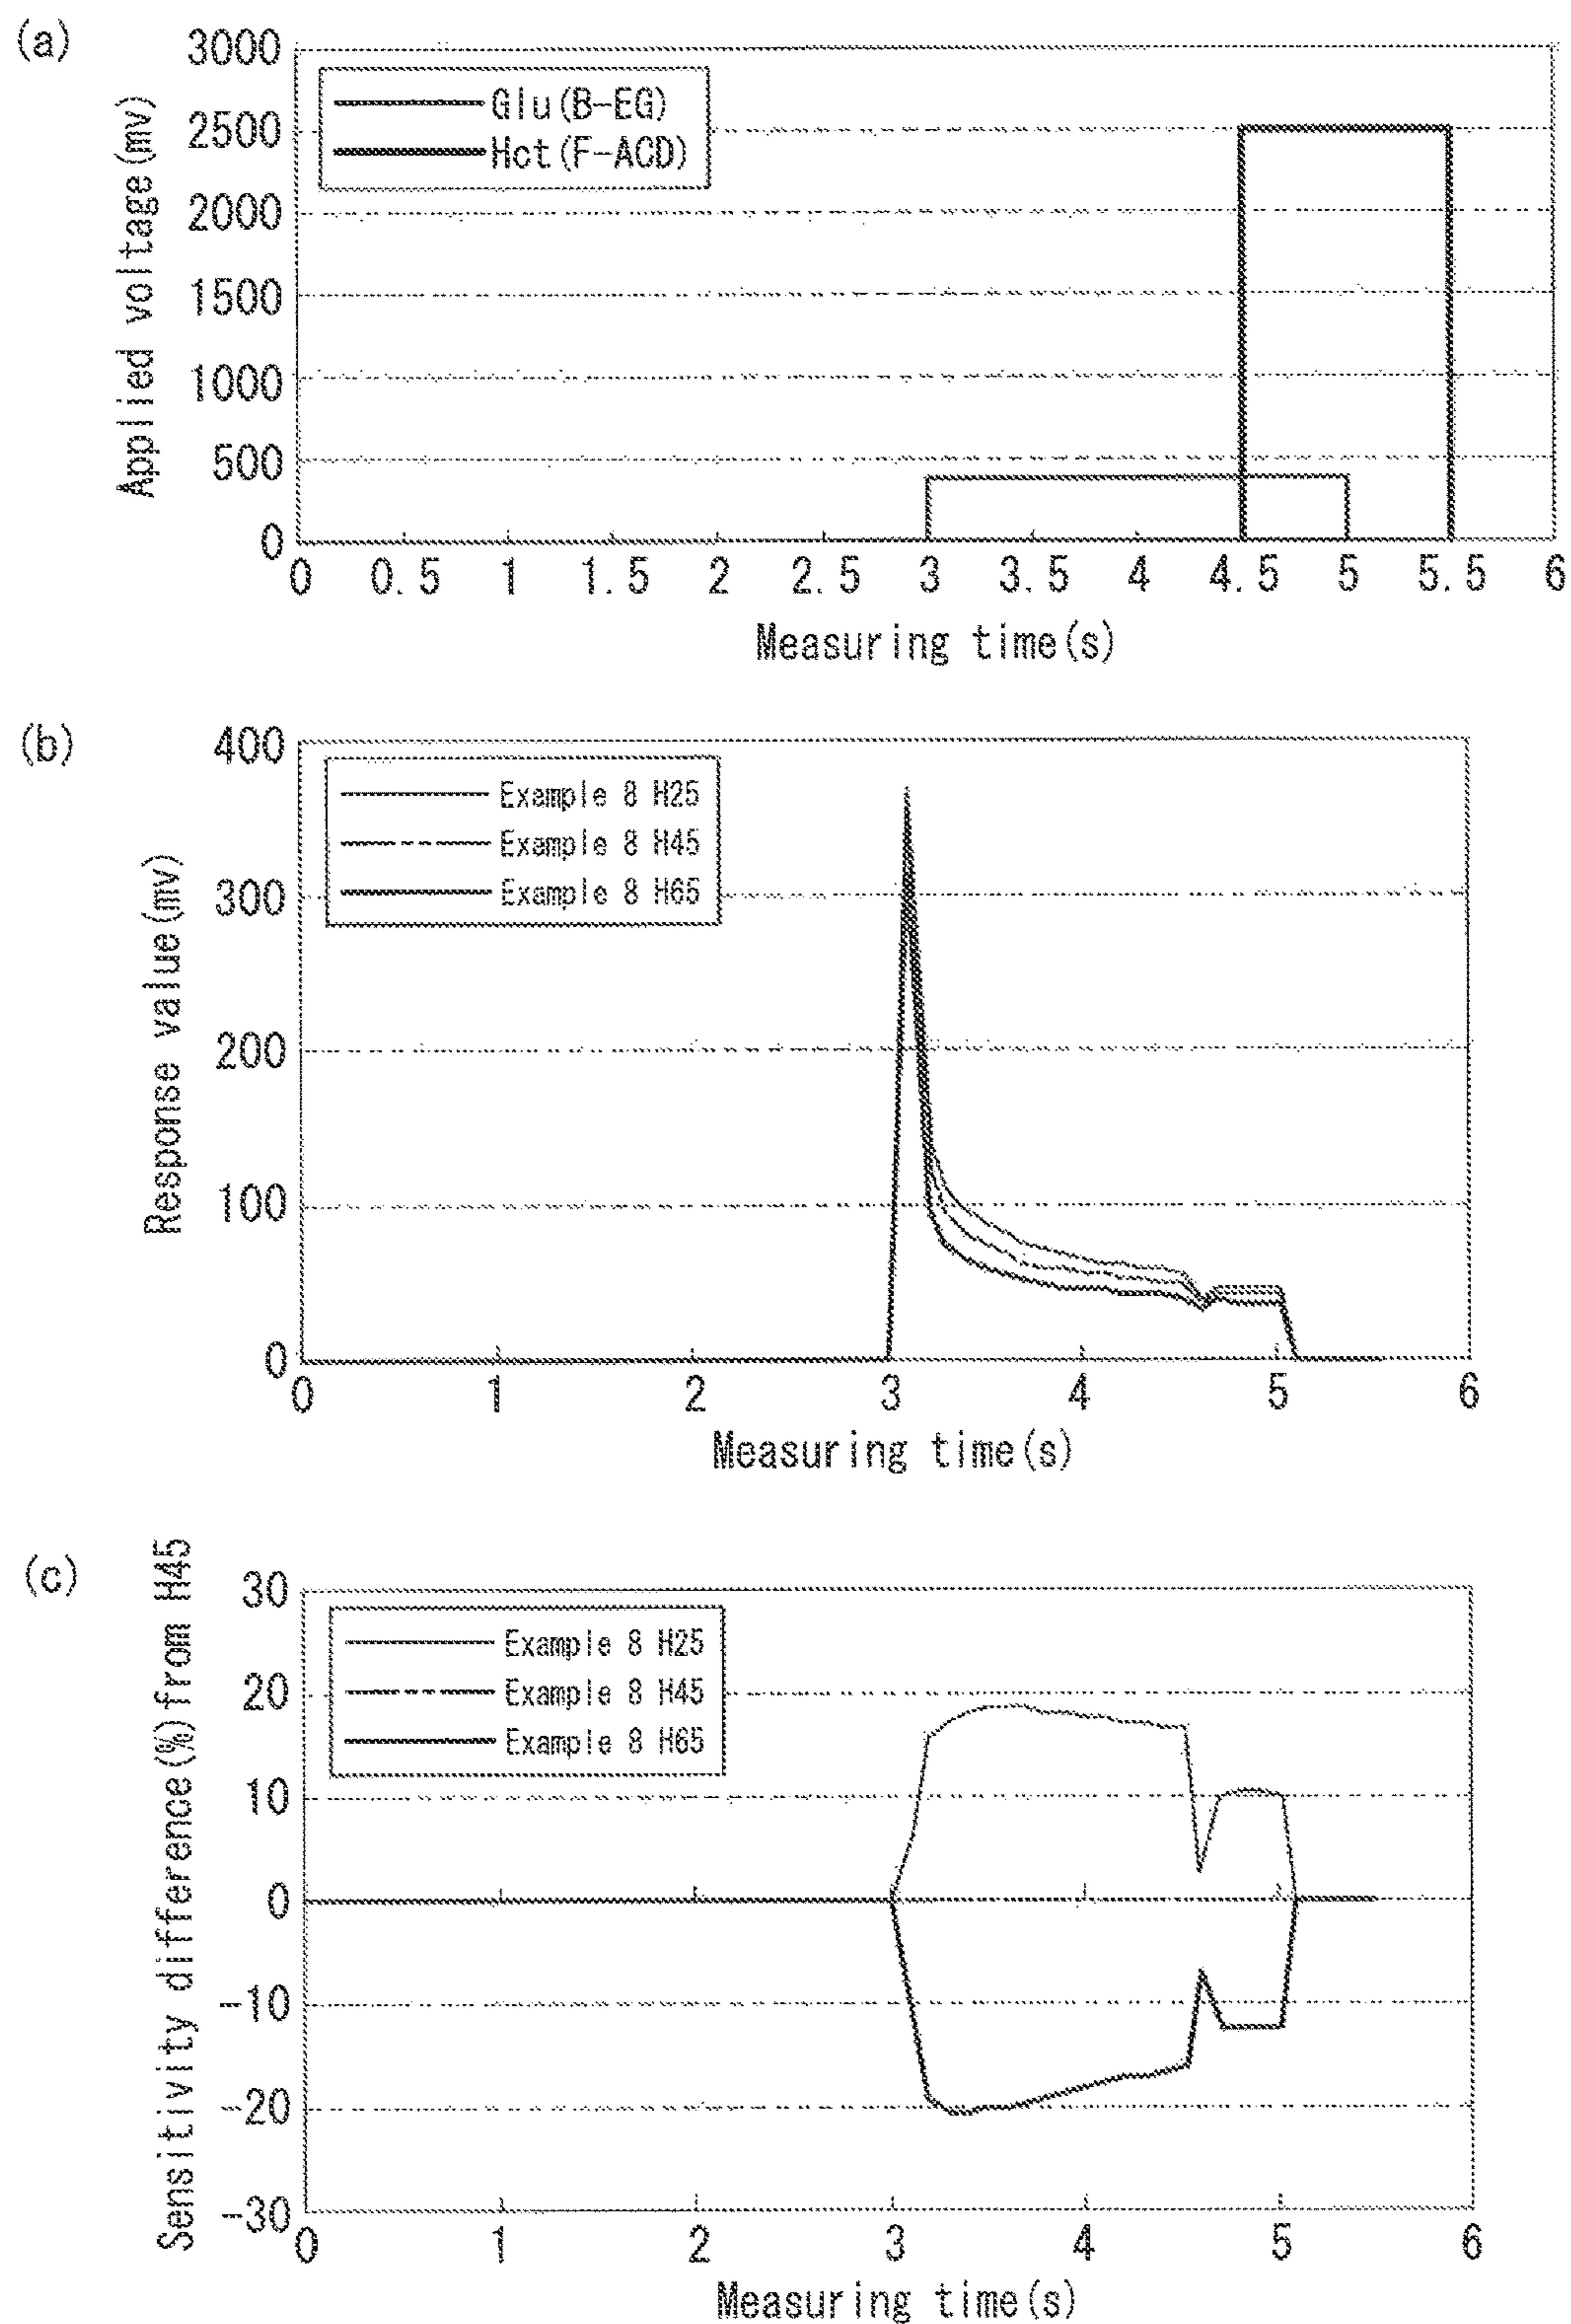 (a)
Applied voltage(mv)
3000
2500
2000
1500
1000
500
0
Glu(B-EG)
Hct(F-ACD)
0 0.5 1 1.5 2 2.5 3 3.5 4 4.5 5 5.5 6
Measuring time(s)
(b)
Response value(mv)
400
300
200
100
0
Example 8 H25
Example 8 H45
Example 8 H65
0 1 2 3 4 5 6
Measuring time(s)
(c)
Sensitivity difference(%)from H45
30
20
10
0
-10
-20
-30
Example 8 H25
Example 8 H45
Example 8 H65
0 1 2 3 4 5 6
Measuring time(s)